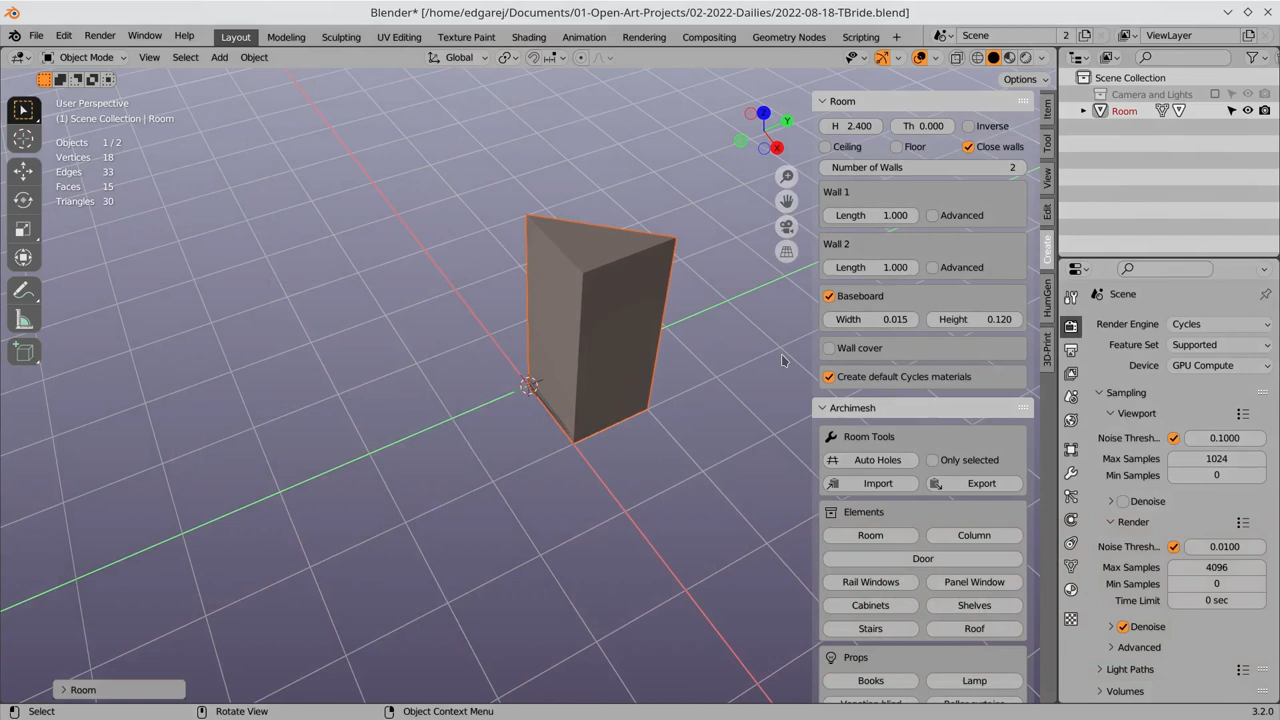 Blender* [/home/edgarej/Documents/01-Open-Art-Projects/02-2022-Dailies/2022-08-18-TBride.blend]
File Edit Render Window Help Layout Modeling Sculpting UV Editing Texture Paint Shading Animation Rendering Compositing Geometry Nodes Scripting + Scene 2 ViewLayer
Object Mode View Select Add Object Global
Options
User Perspective
(1) Scene Collection | Room
Objects 1 / 2
Vertices 18
Edges 33
Faces 15
Triangles 30
Z
Y
X
Room
H 2.400 Th 0.000 Inverse
Ceiling Floor Close walls
Number of Walls 2
Wall 1
Length 1.000 Advanced
Wall 2
Length 1.000 Advanced
Baseboard
Width 0.015 Height 0.120
Wall cover
Create default Cycles materials
Archimesh
Room Tools
Auto Holes Only selected
Import Export
Elements
Room Column
Door
Rail Windows Panel Window
Cabinets Shelves
Stairs Roof
Props
Books Lamp
Item
Tool
View
Edit
Create
HumGen
3D-Print
Scene Collection
Camera and Lights
Room
Scene
Render Engine Cycles
Feature Set Supported
Device GPU Compute
Sampling
Viewport
Noise Thresh... 0.1000
Max Samples 1024
Min Samples 0
Denoise
Render
Noise Thresh... 0.0100
Max Samples 4096
Min Samples 0
Time Limit 0 sec
Denoise
Advanced
Light Paths
Volumes
Room
Select Rotate View Object Context Menu 3.2.0